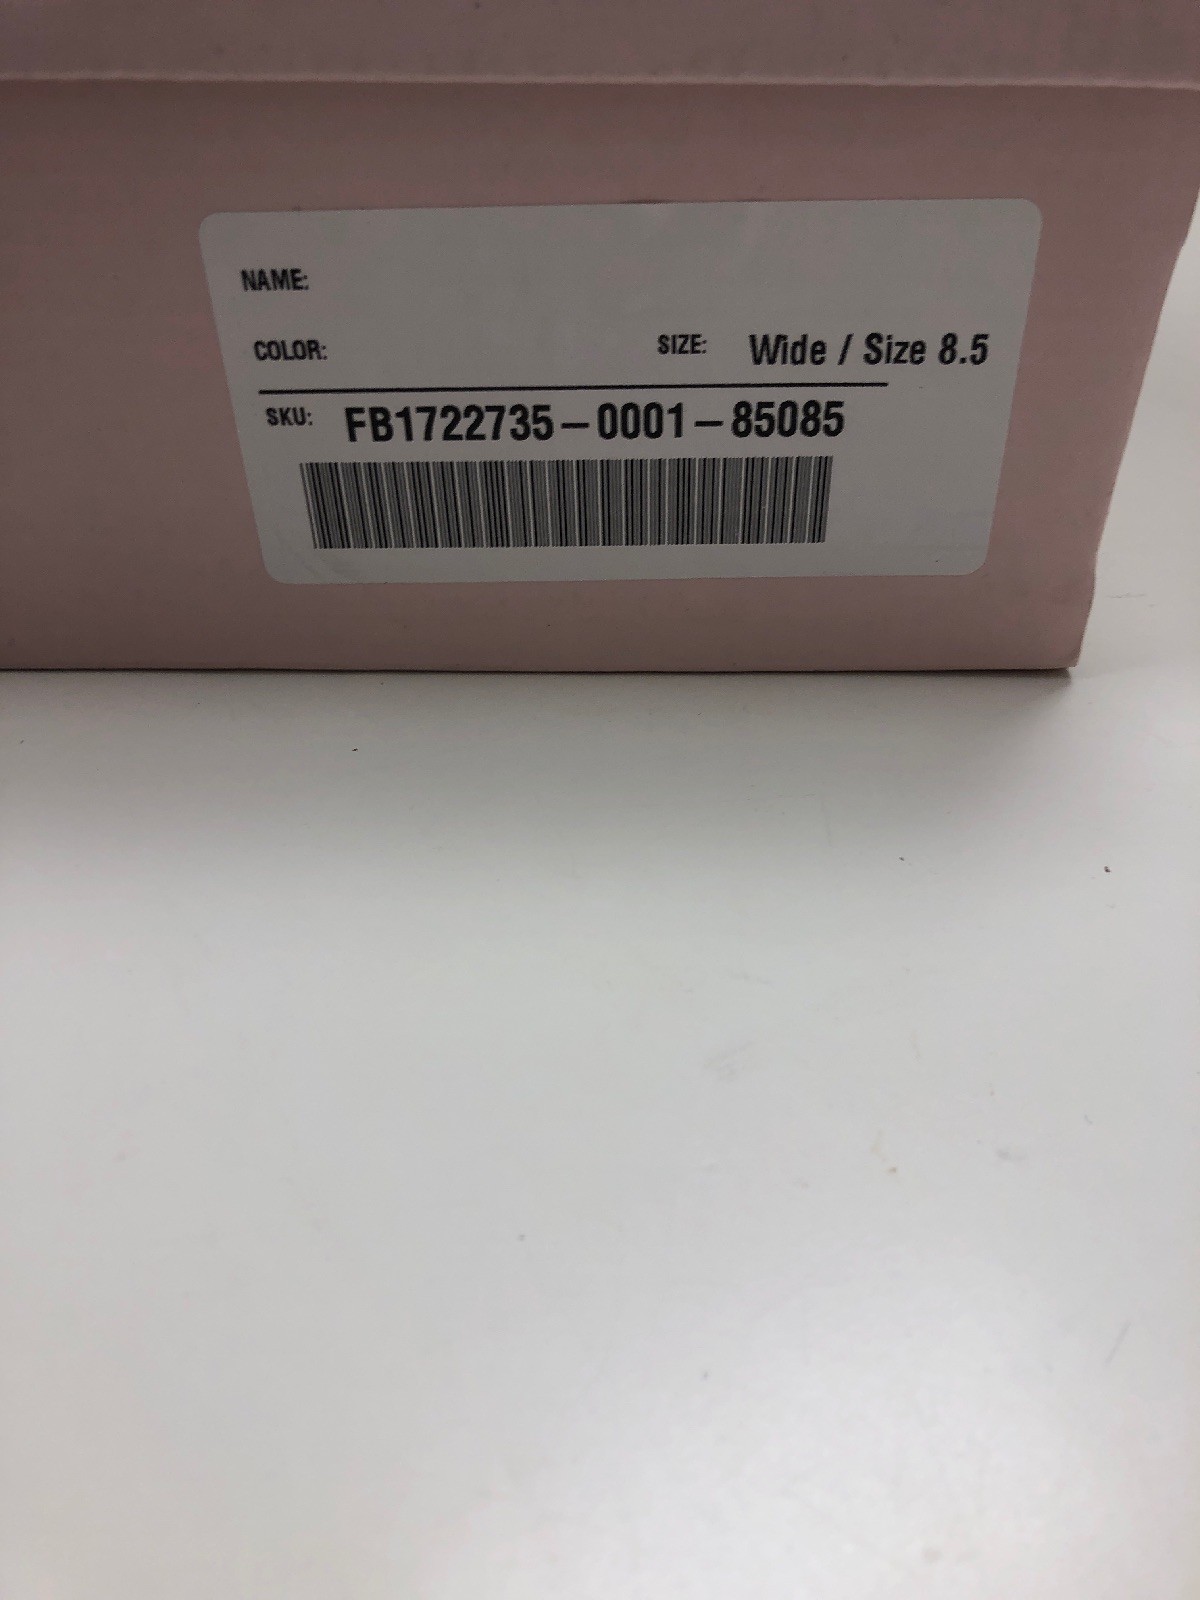 NAME:
COLOR: SIZE: Wide / Size 8.5
SKU: FB1722735-0001-85085